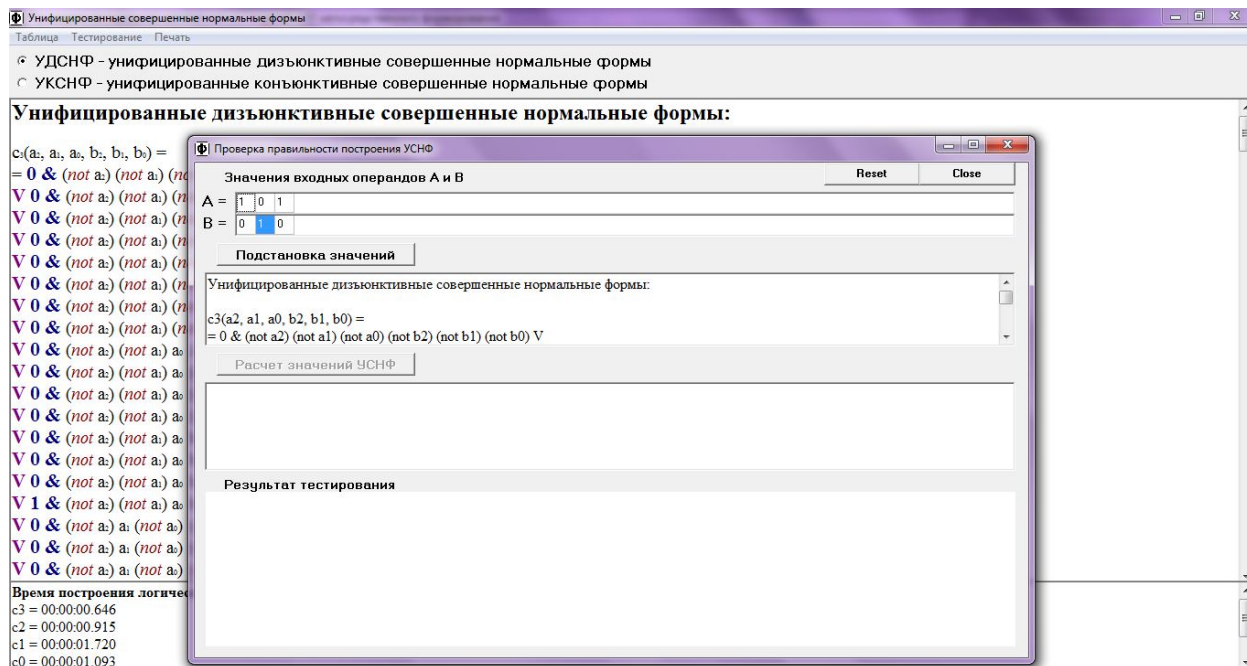 Унифицированные совершенные нормальные формы
Таблица Тестирование Печать
УДСНФ - унифицированные дизъюнктивные совершенные нормальные формы
УКСНФ - унифицированные конъюнктивные совершенные нормальные формы
Унифицированные дизъюнктивные совершенные нормальные формы:
c₃(a₂, a₁, a₀, b₂, b₁, b₀) =
= 0 & (not a₂) (not a₁) (no
V 0 & (not a₂) (not a₁) (n
V 0 & (not a₂) (not a₁) (n
V 0 & (not a₂) (not a₁) (n
V 0 & (not a₂) (not a₁) (n
V 0 & (not a₂) (not a₁) (n
V 0 & (not a₂) (not a₁) (n
V 0 & (not a₂) (not a₁) (n
V 0 & (not a₂) (not a₁) a₀
V 0 & (not a₂) (not a₁) a₀
V 0 & (not a₂) (not a₁) a₀
V 0 & (not a₂) (not a₁) a₀
V 0 & (not a₂) (not a₁) a₀
V 0 & (not a₂) (not a₁) a₀
V 0 & (not a₂) (not a₁) a₀
V 1 & (not a₂) (not a₁) a₀
V 0 & (not a₂) a₁ (not a₀)
V 0 & (not a₂) a₁ (not a₀)
V 0 & (not a₂) a₁ (not a₀)
Время построения логичес
c3 = 00:00:00.646
c2 = 00:00:00.915
c1 = 00:00:01.720
c0 = 00:00:01.093
Проверка правильности построения УСНФ
Значения входных операндов А и В
Reset Close
A = 1 0 1
B = 0 1 0
Подстановка значений
Унифицированные дизъюнктивные совершенные нормальные формы:
c3(a2, a1, a0, b2, b1, b0) =
= 0 & (not a2) (not a1) (not a0) (not b2) (not b1) (not b0) V
Расчет значений УСНФ
Результат тестирования